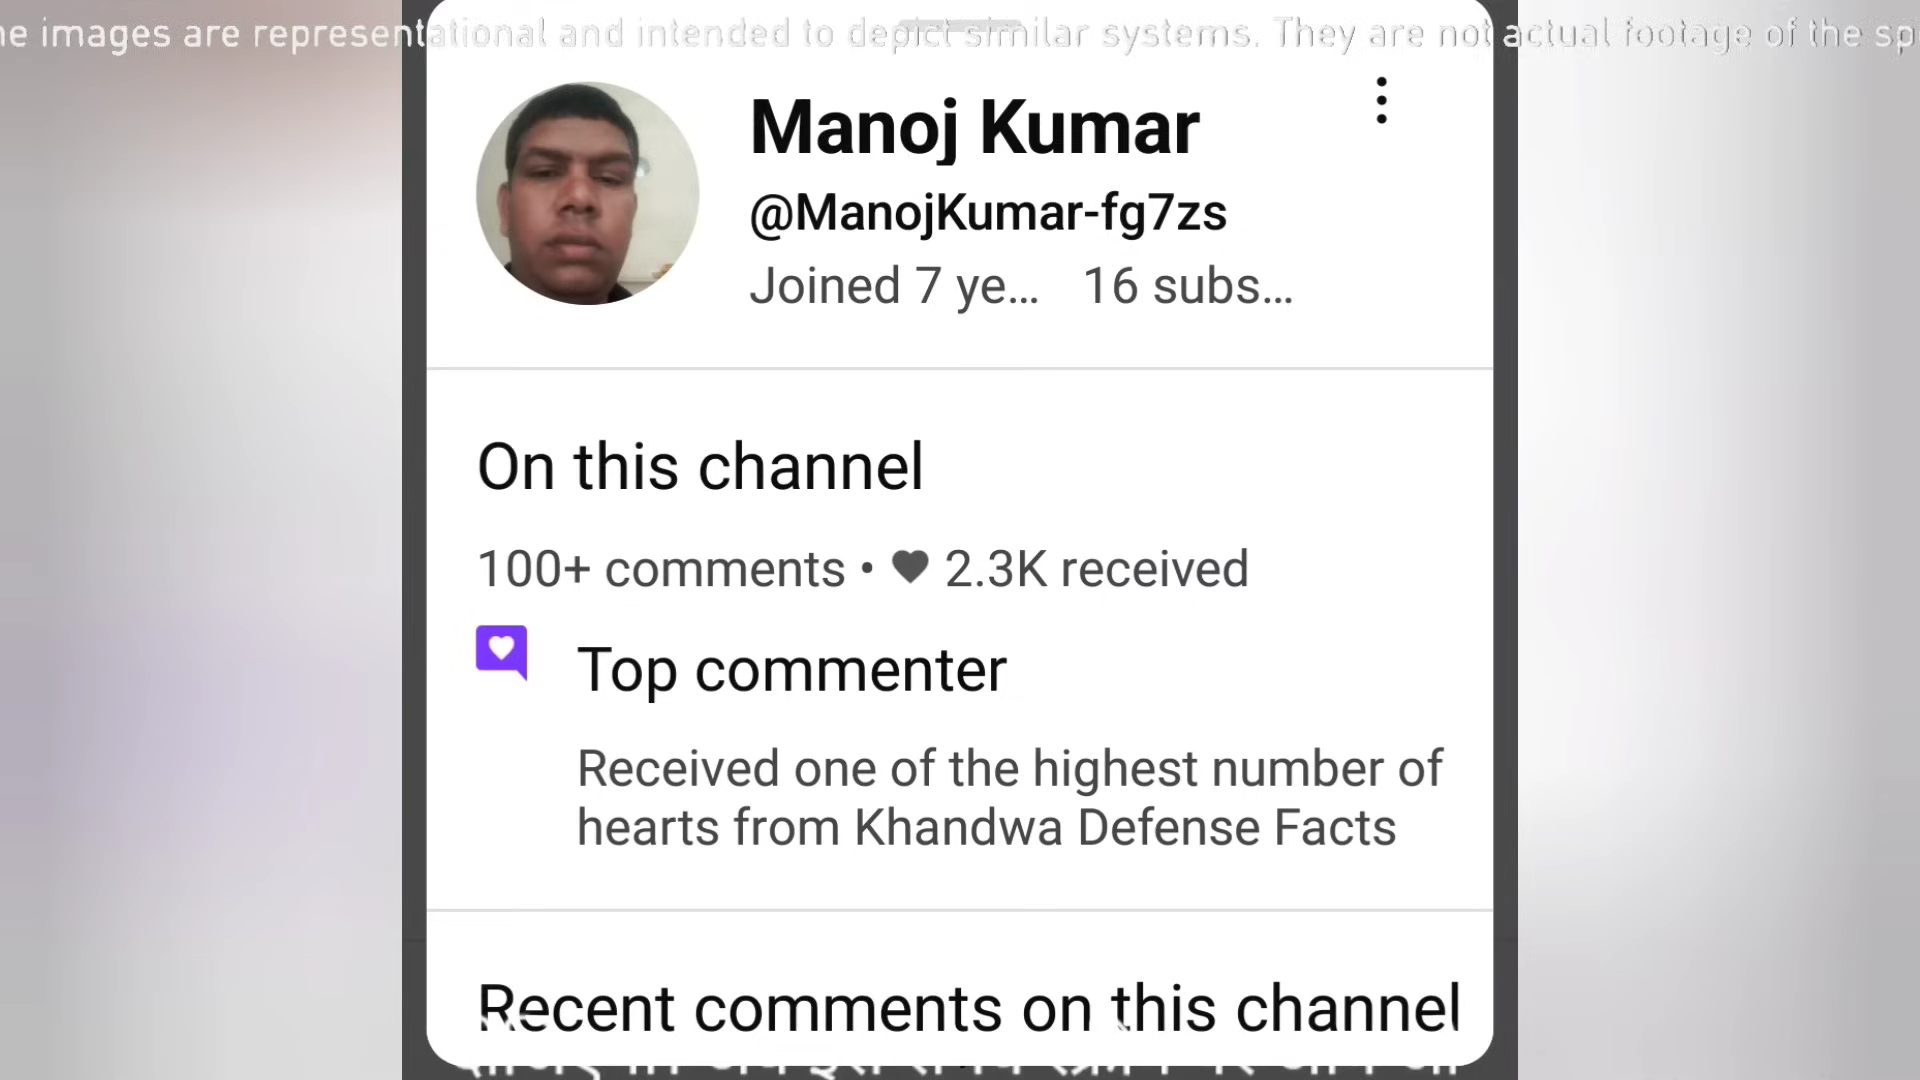 images are representational and intended to depict similar systems. They are not actual footage of the
Manoj Kumar
@ManojKumar-fg7zs
Joined 7 ye... 16 subs...
On this channel
100+ comments • 2.3K received
Top commenter
Received one of the highest number of
hearts from Khandwa Defense Facts
Recent comments on this channel